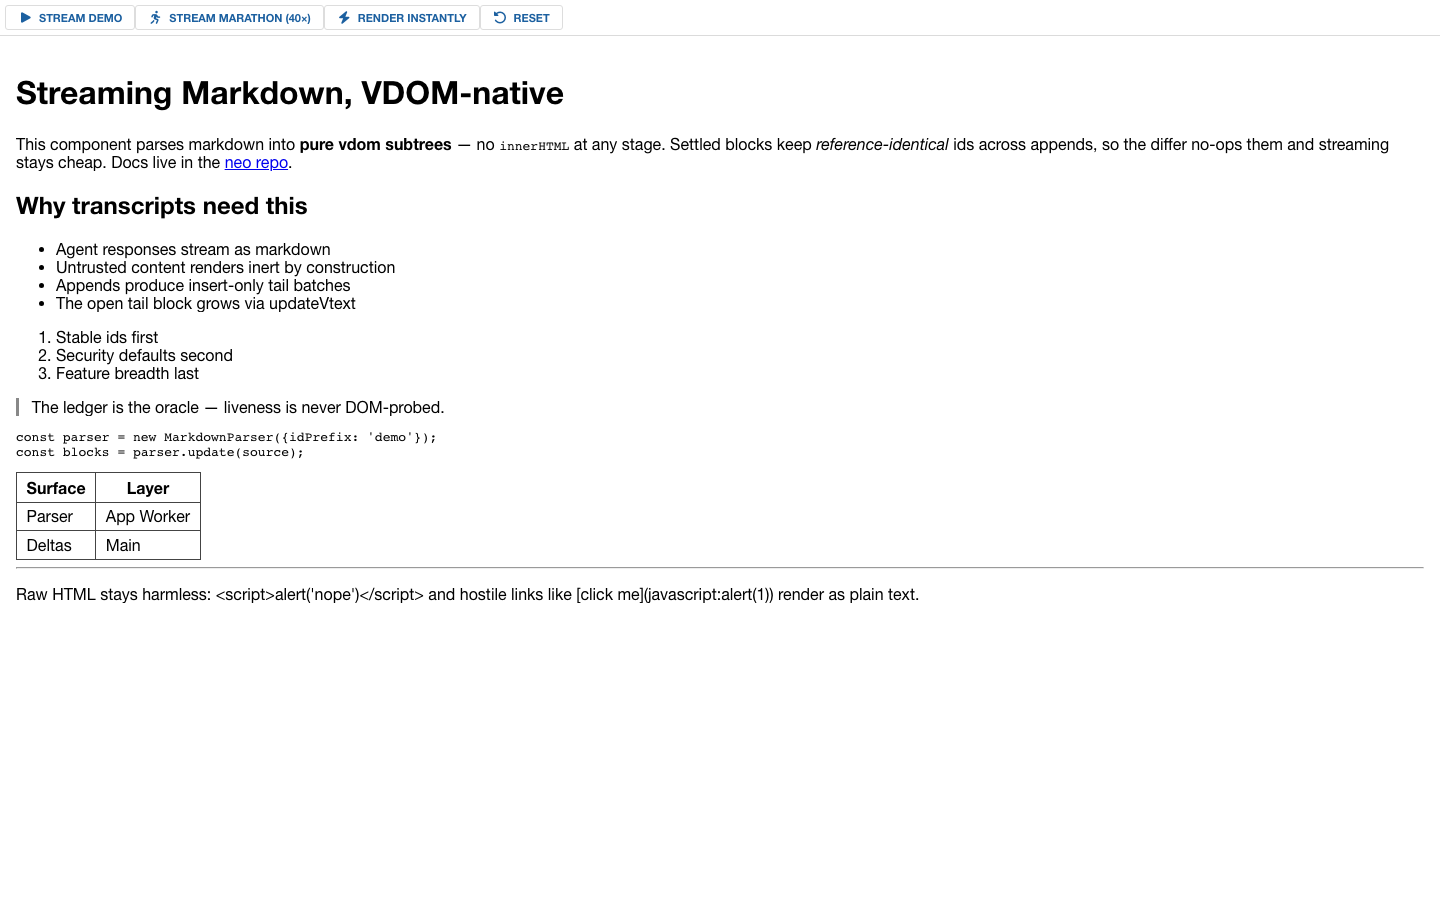 STREAM DEMO STREAM MARATHON (40×) RENDER INSTANTLY RESET
Streaming Markdown, VDOM-native
This component parses markdown into pure vdom subtrees — no innerHTML at any stage. Settled blocks keep reference-identical ids across appends, so the differ no-ops them and streaming
stays cheap. Docs live in the neo repo.
Why transcripts need this
• Agent responses stream as markdown
• Untrusted content renders inert by construction
• Appends produce insert-only tail batches
• The open tail block grows via updateVtext
1. Stable ids first
2. Security defaults second
3. Feature breadth last
The ledger is the oracle — liveness is never DOM-probed.
const parser = new MarkdownParser({idPrefix: 'demo'});
const blocks = parser.update(source);
Surface Layer
Parser App Worker
Deltas Main
Raw HTML stays harmless: <script>alert('nope')</script> and hostile links like [click me](javascript:alert(1)) render as plain text.